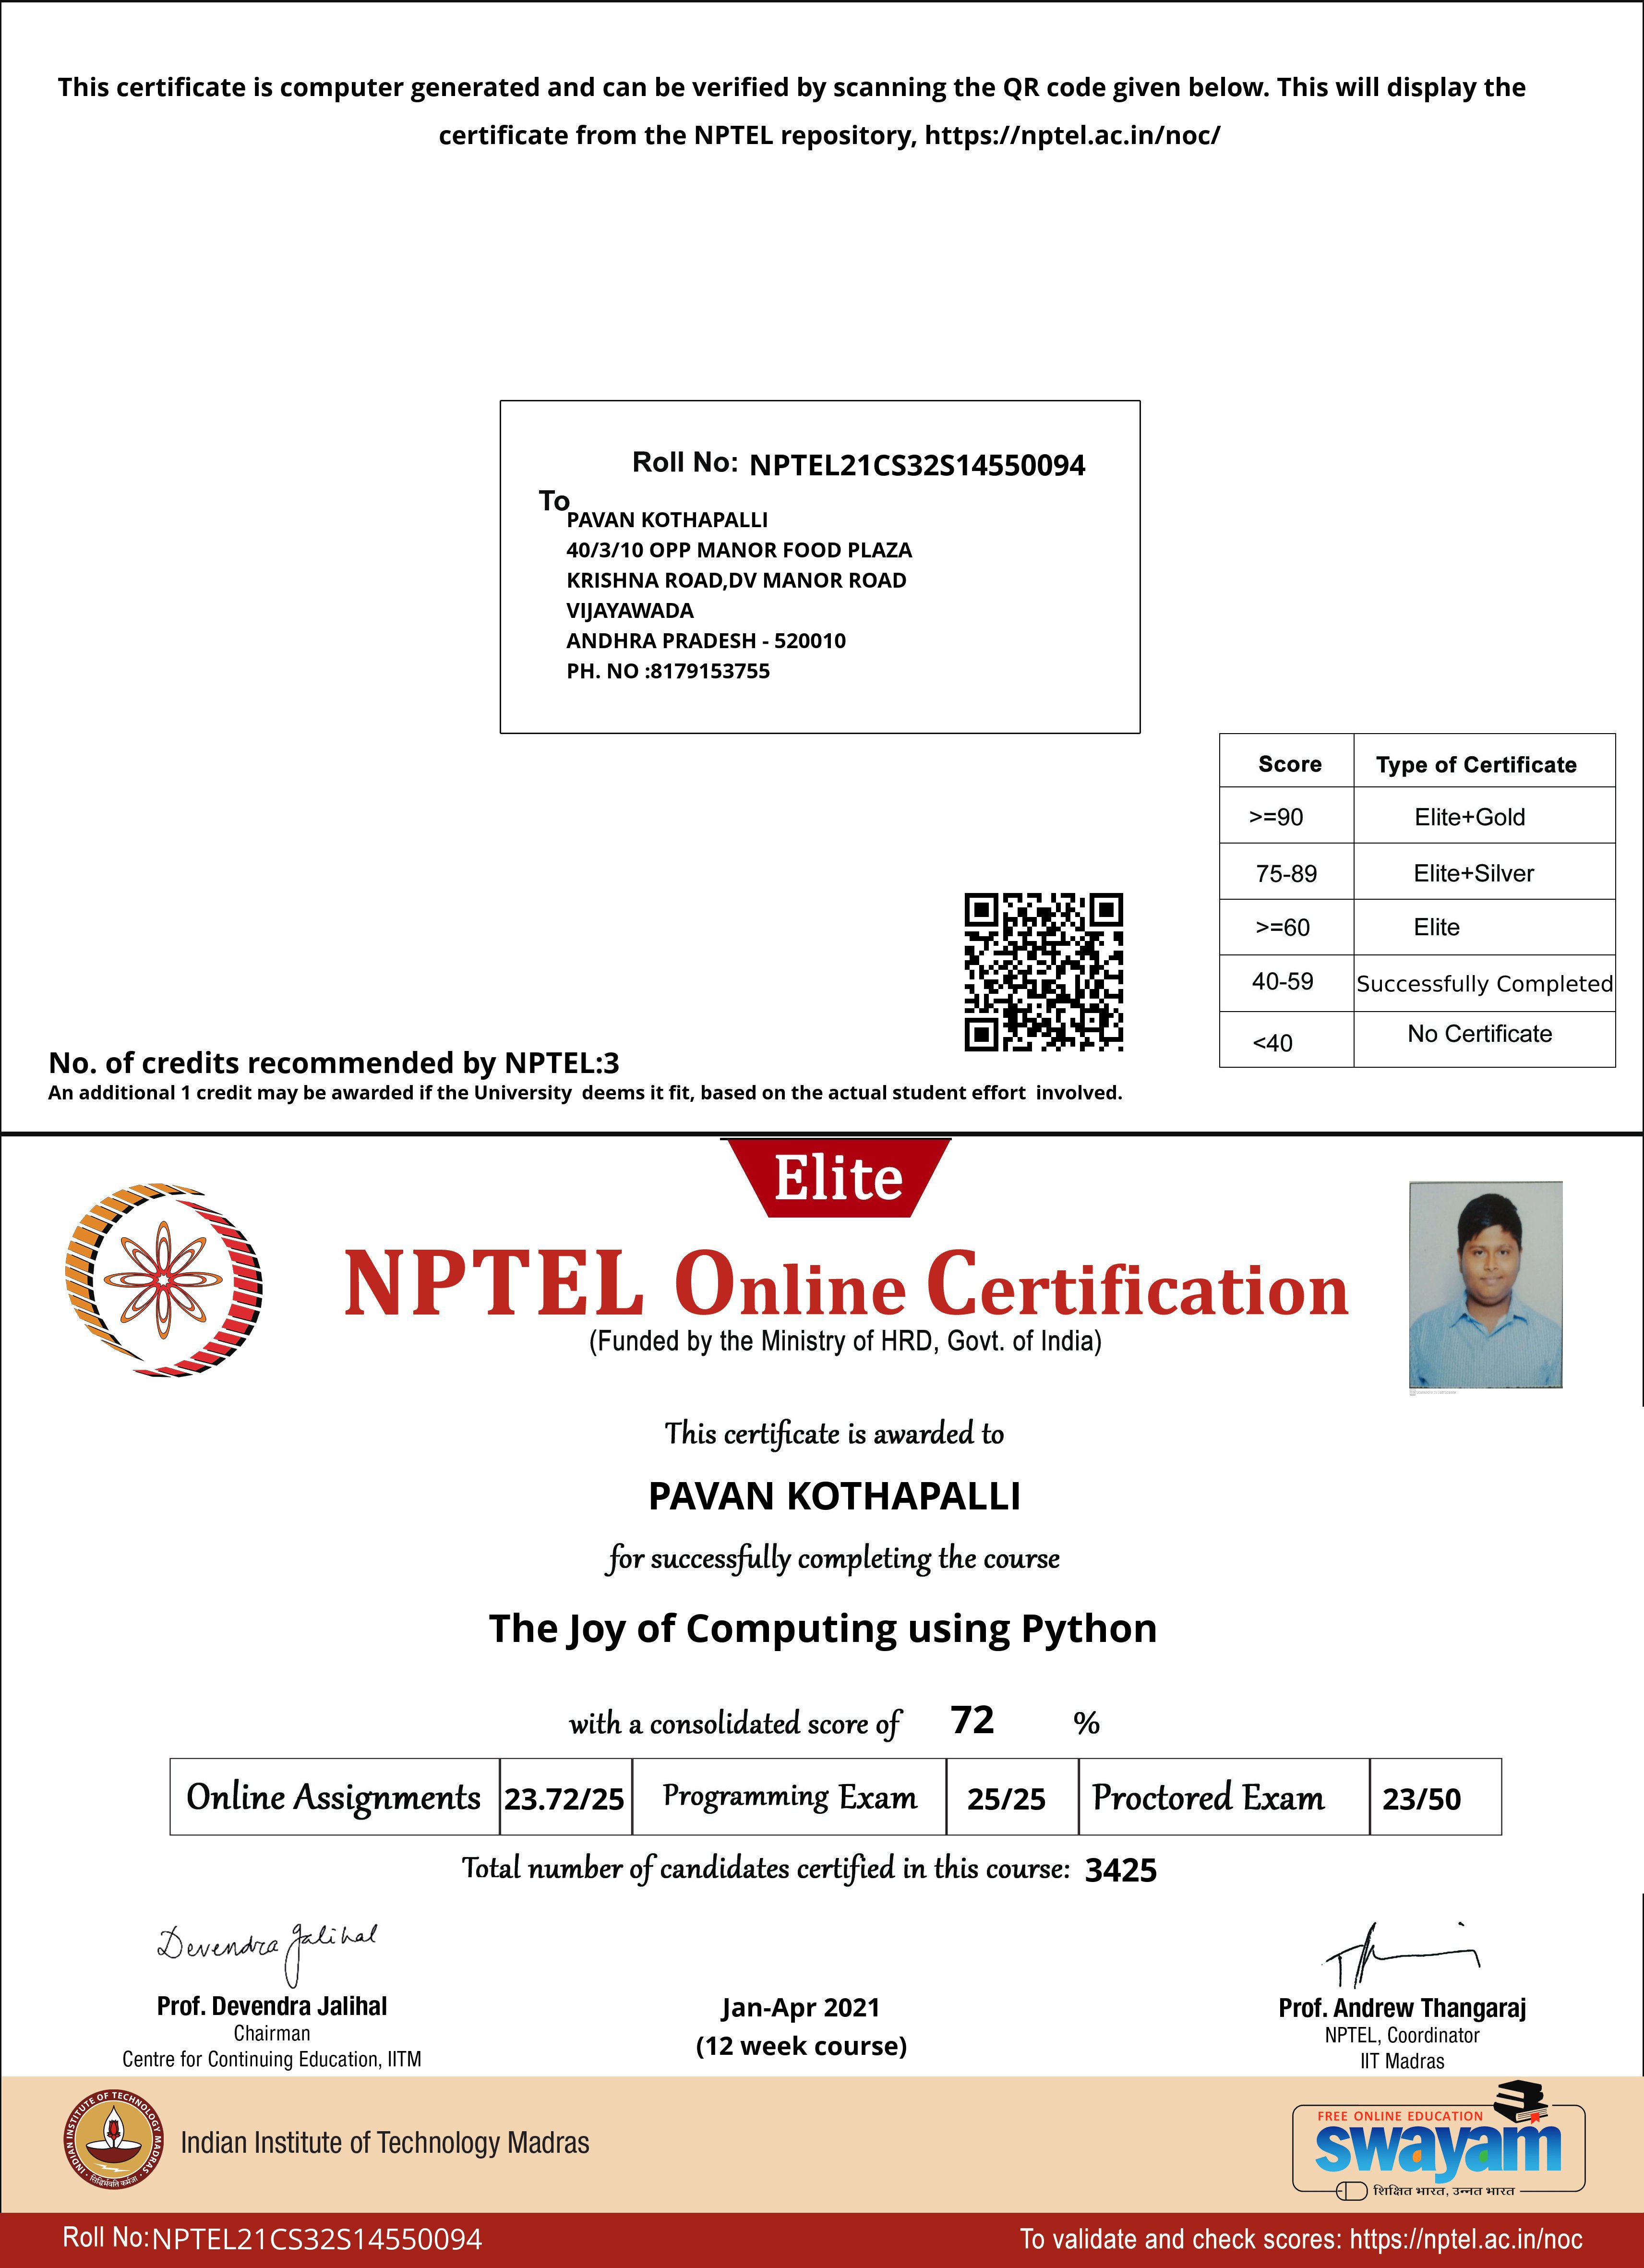 This certificate is computer generated and can be verified by scanning the QR code given below. This will display the
certificate from the NPTEL repository, https://nptel.ac.in/noc/
Roll No: NPTEL21CS32S14550094
To
PAVAN KOTHAPALLI
40/3/10 OPP MANOR FOOD PLAZA
KRISHNA ROAD,DV MANOR ROAD
VIJAYAWADA
ANDHRA PRADESH - 520010
PH. NO :8179153755
Score Type of Certificate
>=90 Elite+Gold
75-89 Elite+Silver
>=60 Elite
40-59 Successfully Completed
<40 No Certificate
No. of credits recommended by NPTEL:3
An additional 1 credit may be awarded if the University deems it fit, based on the actual student effort involved.
Elite
NPTEL Online Certification
(Funded by the Ministry of HRD, Govt. of India)
This certificate is awarded to
PAVAN KOTHAPALLI
for successfully completing the course
The Joy of Computing using Python
with a consolidated score of 72 %
Online Assignments 23.72/25 Programming Exam 25/25 Proctored Exam 23/50
Total number of candidates certified in this course: 3425
Devendra Jalihal
Prof. Devendra Jalihal
Chairman
Centre for Continuing Education, IITM
Jan-Apr 2021
(12 week course)
Prof. Andrew Thangaraj
NPTEL, Coordinator
IIT Madras
INDIAN INSTITUTE OF TECHNOLOGY MADRAS
सिद्धिर्भवति कर्मजा
Indian Institute of Technology Madras
FREE ONLINE EDUCATION
swayam
शिक्षित भारत, उन्नत भारत
Roll No: NPTEL21CS32S14550094
To validate and check scores: https://nptel.ac.in/noc